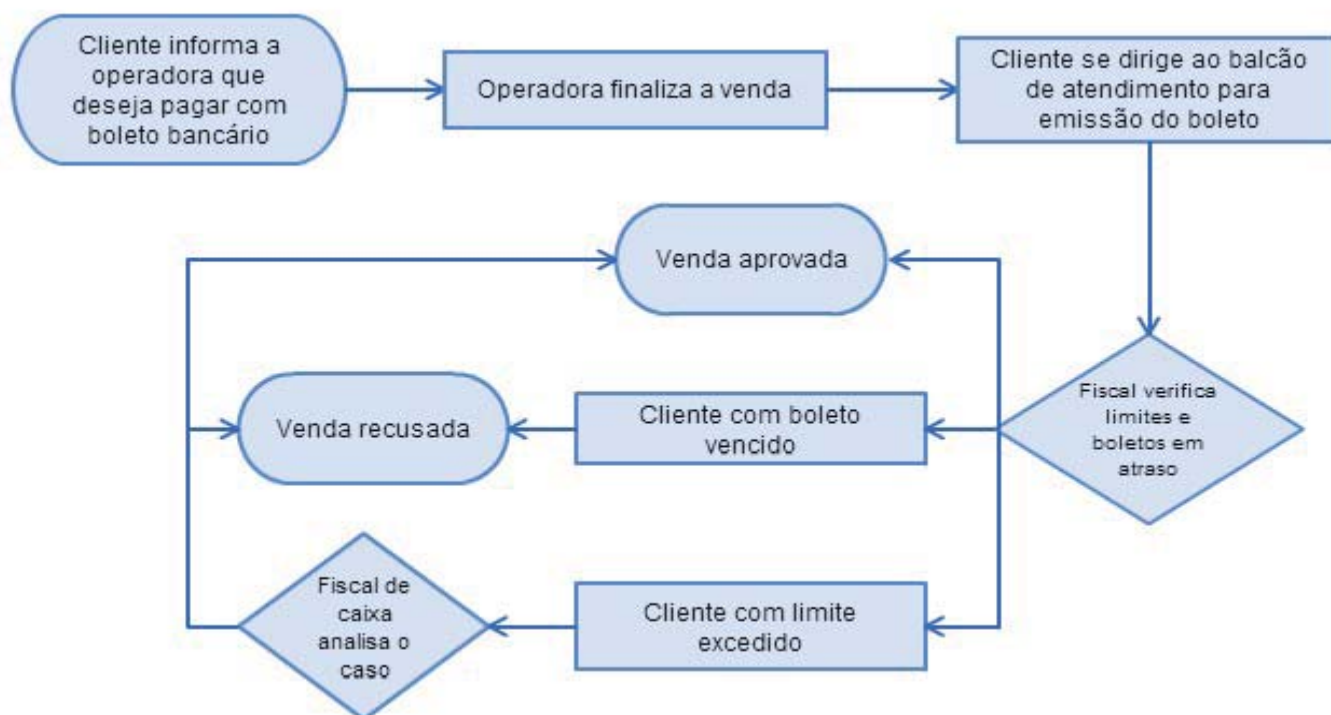 Cliente informa a
operadora que
deseja pagar com
boleto bancário
Operadora finaliza a venda
Cliente se dirige ao balcão
de atendimento para
emissão do boleto
Venda aprovada
Fiscal verifica
limites e
boletos em
atraso
Cliente com boleto
vencido
Venda recusada
Cliente com limite
excedido
Fiscal de
caixa
analisa o
caso